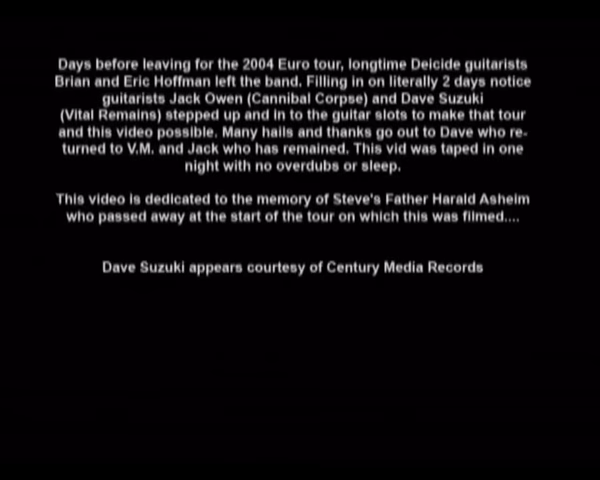 Days before leaving for the 2004 Euro tour, longtime Deicide guitarists
Brian and Eric Hoffman left the band. Filling in on literally 2 days notice
guitarists Jack Owen (Cannibal Corpse) and Dave Suzuki
(Vital Remains) stepped up and in to the guitar slots to make that tour
and this video possible. Many hails and thanks go out to Dave who re-
turned to V.M. and Jack who has remained. This vid was taped in one
night with no overdubs or sleep.
This video is dedicated to the memory of Steve's Father Harald Asheim
who passed away at the start of the tour on which this was filmed....
Dave Suzuki appears courtesy of Century Media Records